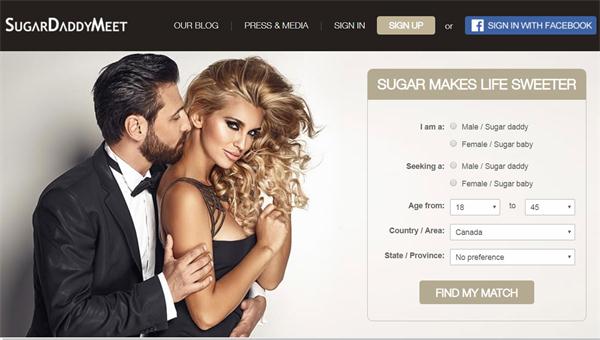 SUGARDADDYMEET
OUR BLOG | PRESS & MEDIA | SIGN IN SIGN UP or f SIGN IN WITH FACEBOOK
SUGAR MAKES LIFE SWEETER
I am a: Male / Sugar daddy
Female / Sugar baby
Seeking a: Male / Sugar daddy
Female / Sugar baby
Age from: 18 to 45
Country / Area: Canada
State / Province: No preference
FIND MY MATCH